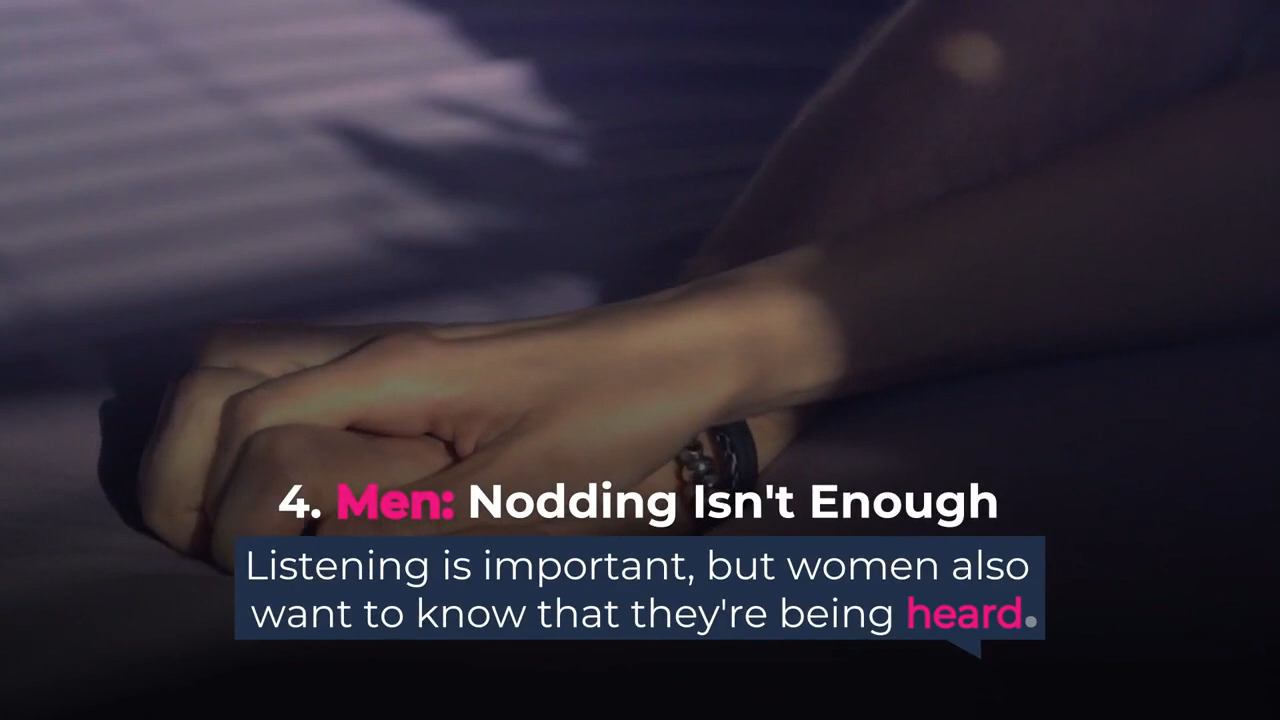 4. Men: Nodding Isn't Enough
Listening is important, but women also
want to know that they're being heard.